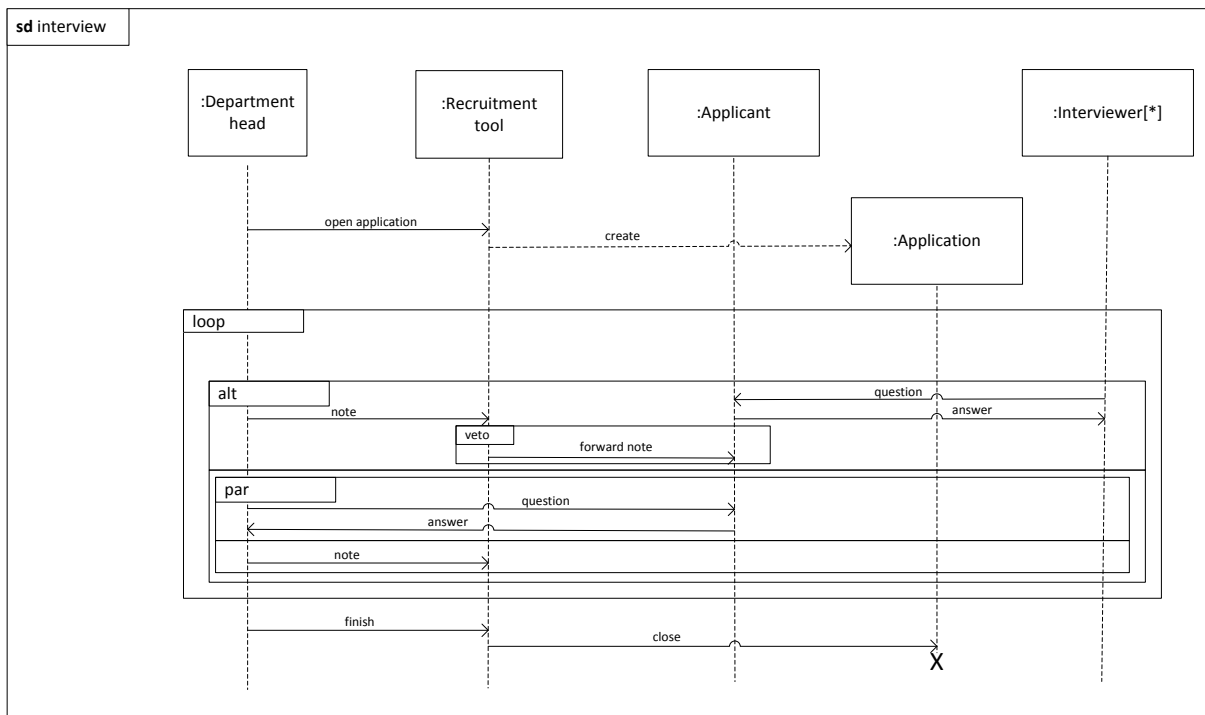 sd interview
:Department
head
:Recruitment
tool
:Applicant
:Interviewer[*]
open application
create
:Application
loop
alt
question
note
answer
veto
forward note
par
question
answer
note
finish
close
X